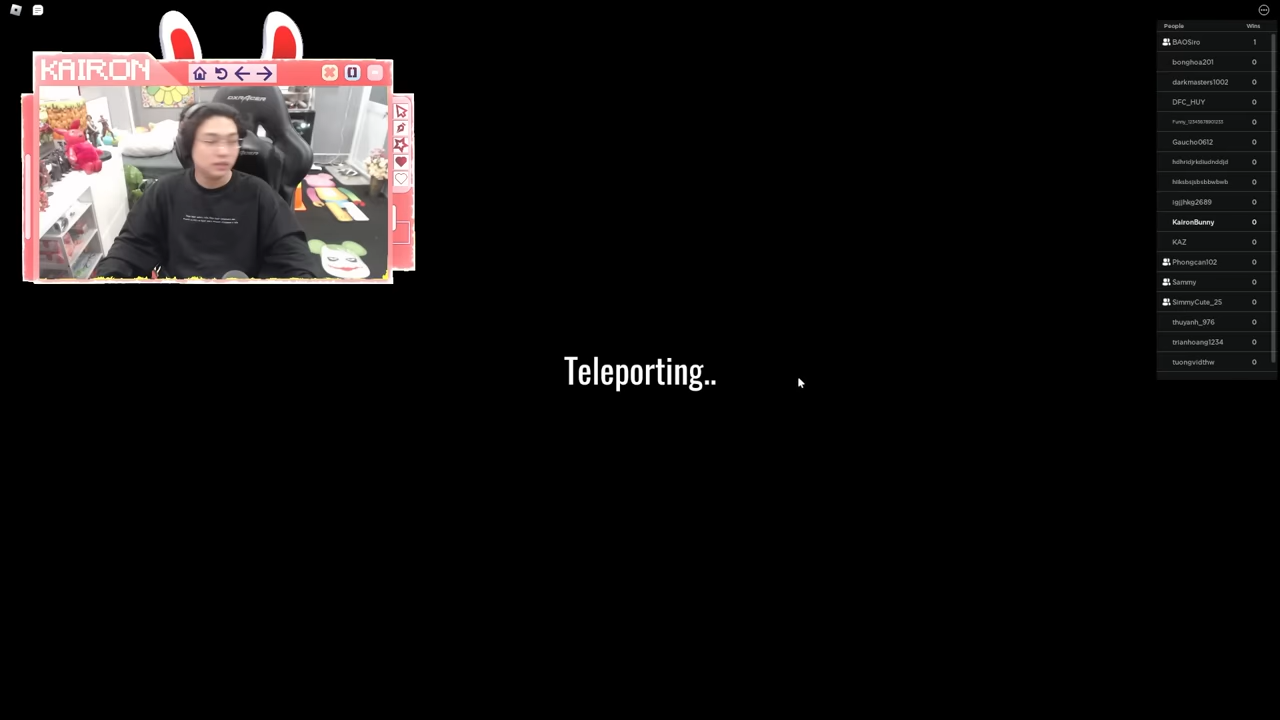 KAIRON
DXRACER
Teleporting..
People Wins
BAOSiro 1
bonghoa201 0
darkmasters1002 0
DFC_HUY 0
0
Gaucho0612 0
0
0
0
KaironBunny 0
KAZ 0
Phongcan102 0
Sammy 0
SimmyCute_25 0
thuyanh_976 0
trianhoang1234 0
tuongvidthw 0